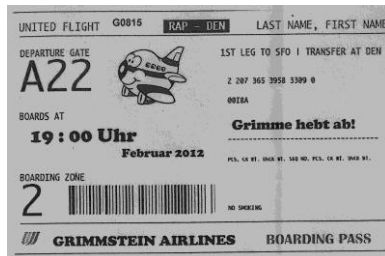 UNITED FLIGHT G0815 RAP – DEN LAST NAME, FIRST NAME
DEPARTURE GATE
A22
1ST LEG TO SFO I TRANSFER AT DEN
2 207 365 3958 3309 0
BOARDS AT
19:00 Uhr
Februar 2012
Grimme hebt ab!
BOARDING ZONE
2
NO SMOKING
GRIMMSTEIN AIRLINES BOARDING PASS